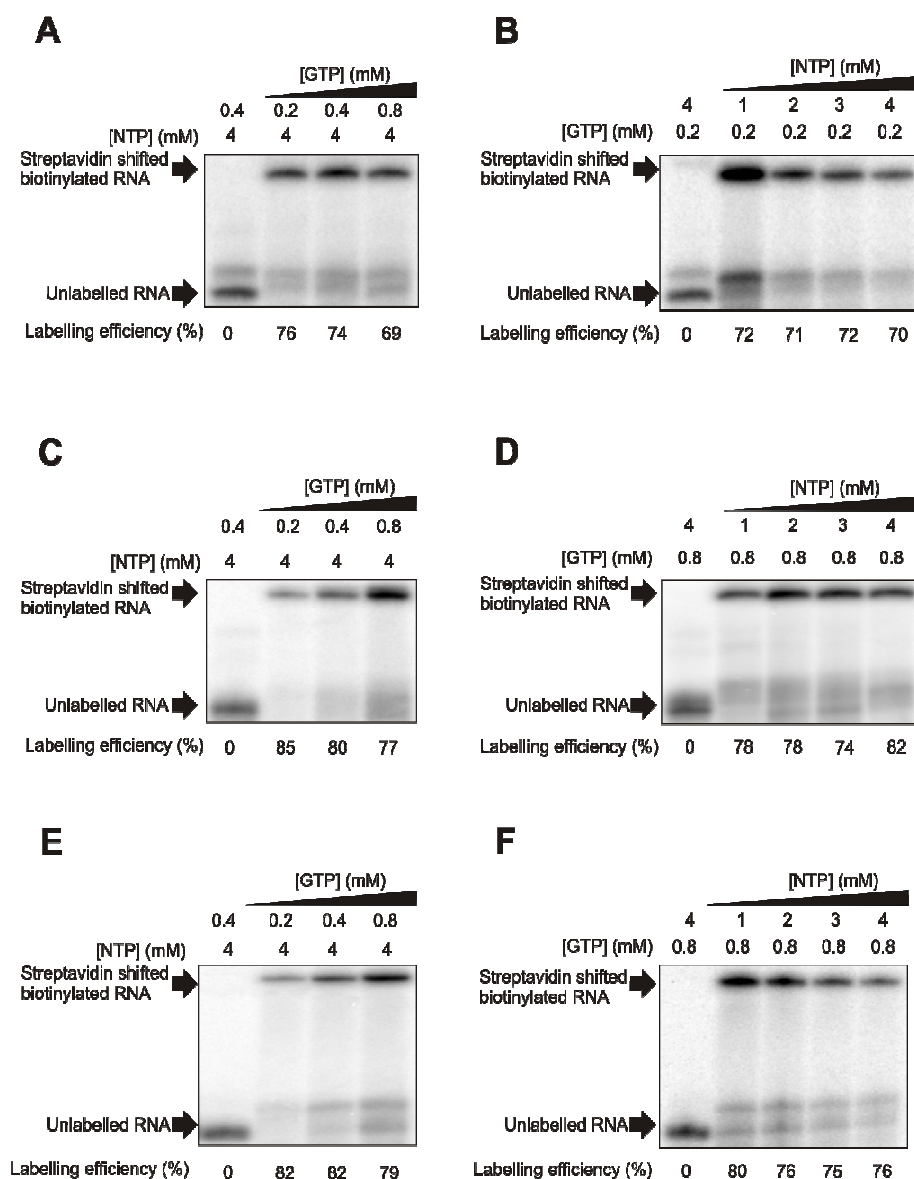 A
[GTP] (mM)
0.4 0.2 0.4 0.8
[NTP] (mM) 4 4 4 4
Streptavidin shifted
biotinylated RNA
Unlabelled RNA
Labelling efficiency (%) 0 76 74 69
B
[NTP] (mM)
4 1 2 3 4
[GTP] (mM) 0.2 0.2 0.2 0.2 0.2
Streptavidin shifted
biotinylated RNA
Unlabelled RNA
Labelling efficiency (%) 0 72 71 72 70
C
[GTP] (mM)
0.4 0.2 0.4 0.8
[NTP] (mM) 4 4 4 4
Streptavidin shifted
biotinylated RNA
Unlabelled RNA
Labelling efficiency (%) 0 85 80 77
D
[NTP] (mM)
4 1 2 3 4
[GTP] (mM) 0.8 0.8 0.8 0.8 0.8
Streptavidin shifted
biotinylated RNA
Unlabelled RNA
Labelling efficiency (%) 0 78 78 74 82
E
[GTP] (mM)
0.4 0.2 0.4 0.8
[NTP] (mM) 4 4 4 4
Streptavidin shifted
biotinylated RNA
Unlabelled RNA
Labelling efficiency (%) 0 82 82 79
F
[NTP] (mM)
4 1 2 3 4
[GTP] (mM) 0.8 0.8 0.8 0.8 0.8
Streptavidin shifted
biotinylated RNA
Unlabelled RNA
Labelling efficiency (%) 0 80 76 75 76